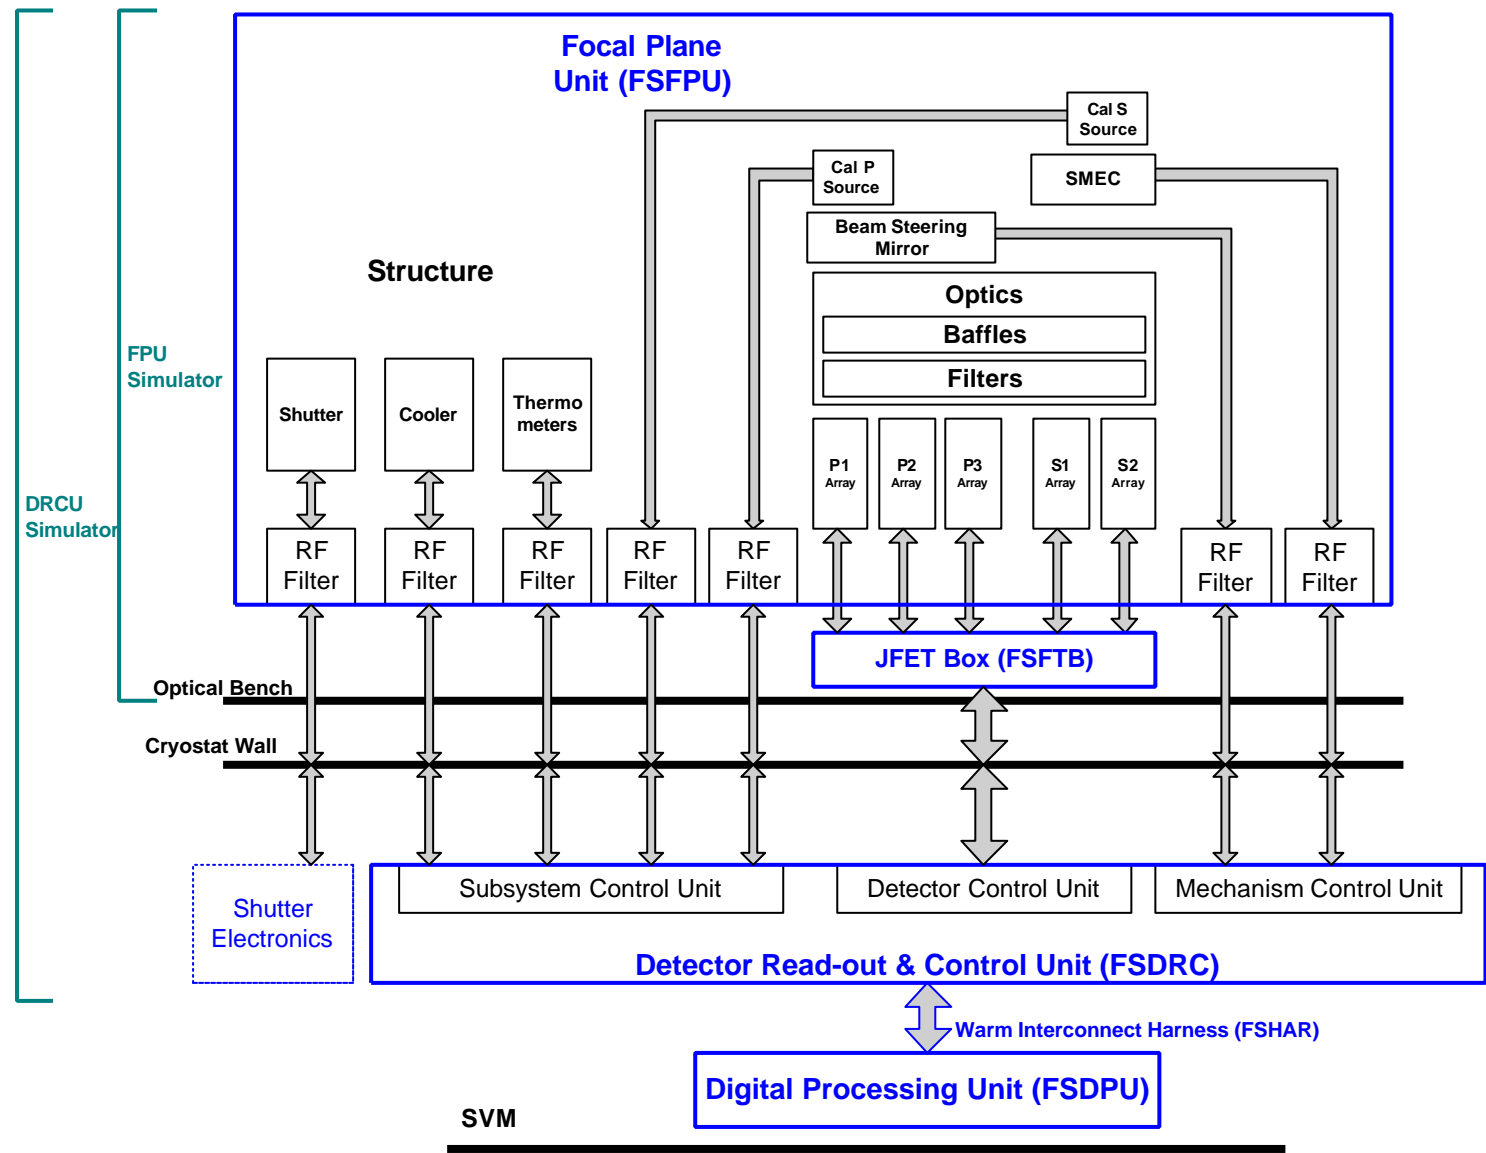 Focal Plane
Unit (FSFPU)
Cal S
Source
Cal P
Source
SMEC
Beam Steering
Mirror
Structure
Optics
Baffles
Filters
FPU
Simulator
Shutter
Cooler
Thermo
meters
P1
Array
P2
Array
P3
Array
S1
Array
S2
Array
DRCU
Simulator
RF
Filter
RF
Filter
RF
Filter
RF
Filter
RF
Filter
RF
Filter
RF
Filter
JFET Box (FSFTB)
Optical Bench
Cryostat Wall
Subsystem Control Unit
Detector Control Unit
Mechanism Control Unit
Shutter
Electronics
Detector Read-out & Control Unit (FSDRC)
Warm Interconnect Harness (FSHAR)
Digital Processing Unit (FSDPU)
SVM